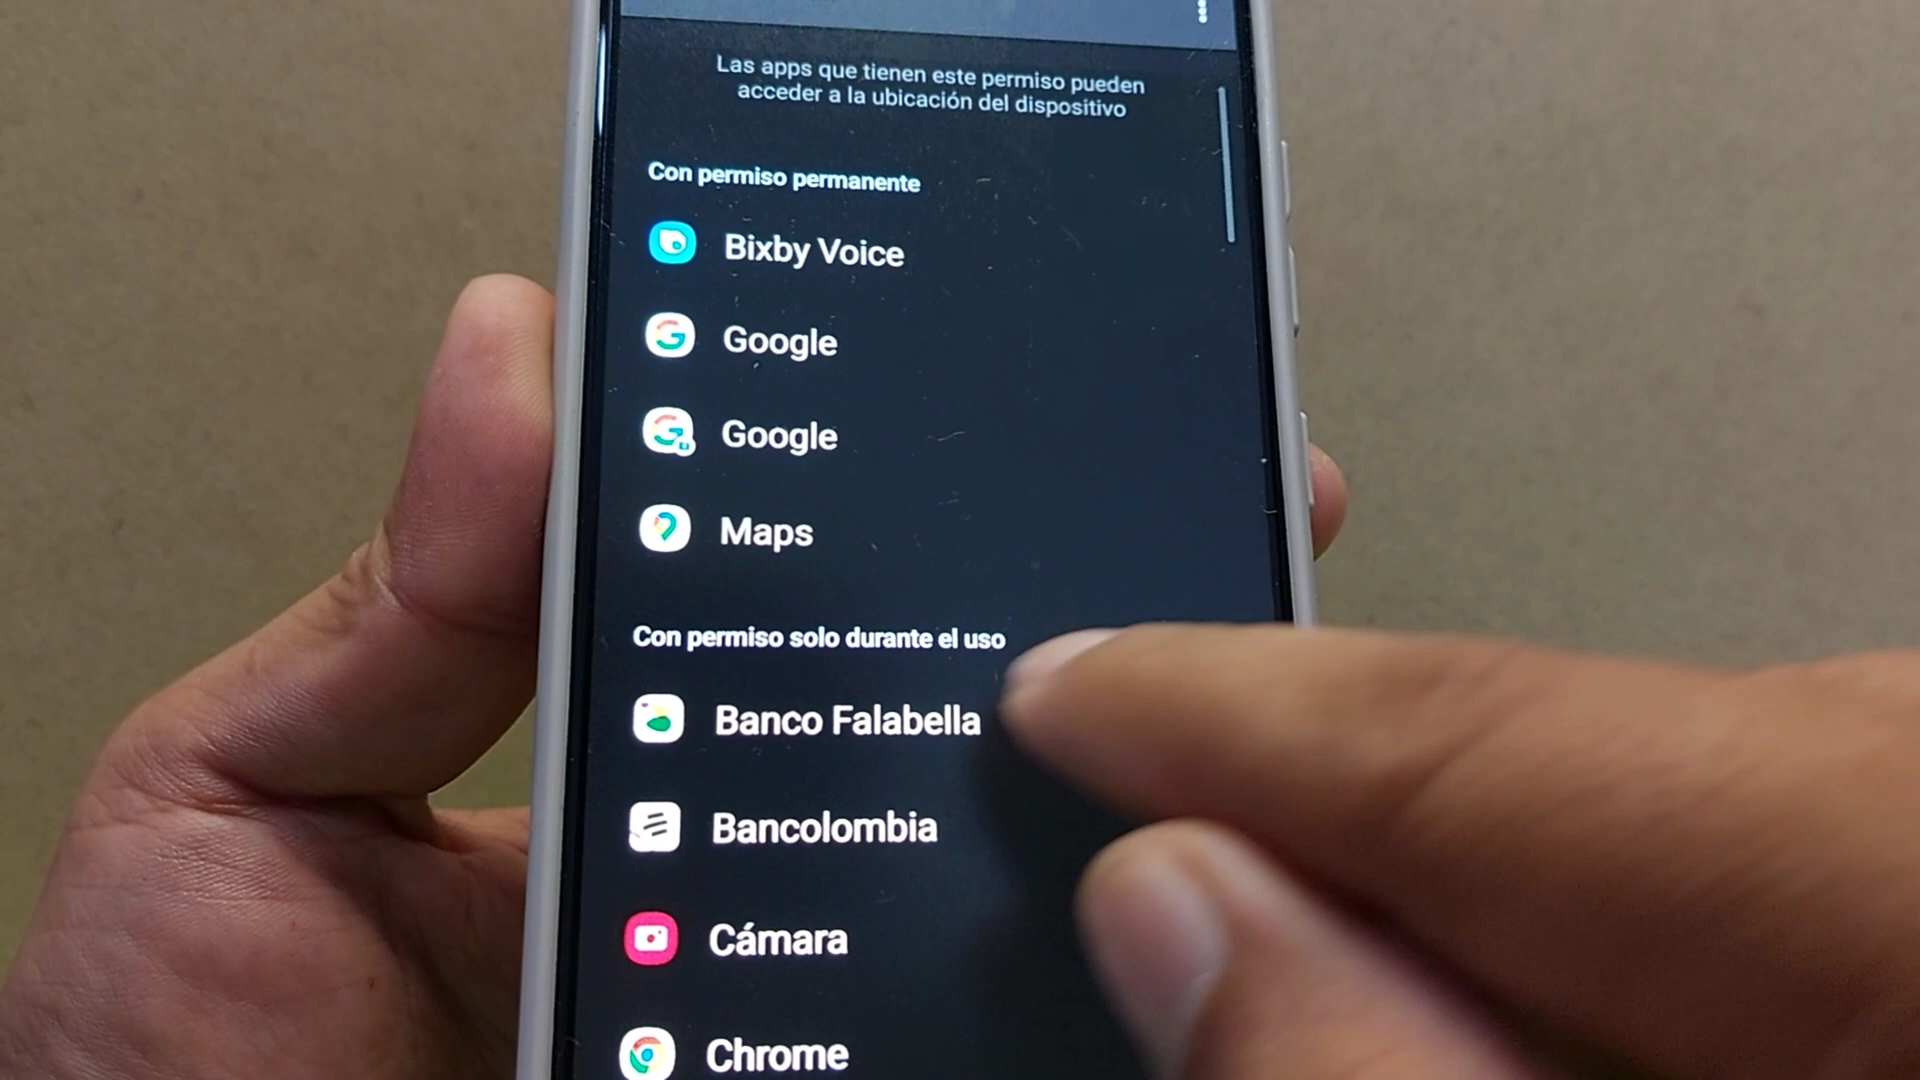 Las apps que tienen este permiso pueden
acceder a la ubicación del dispositivo
Con permiso permanente
Bixby Voice
Google
Google
Maps
Con permiso solo durante el uso
Banco Falabella
Bancolombia
Cámara
Chrome